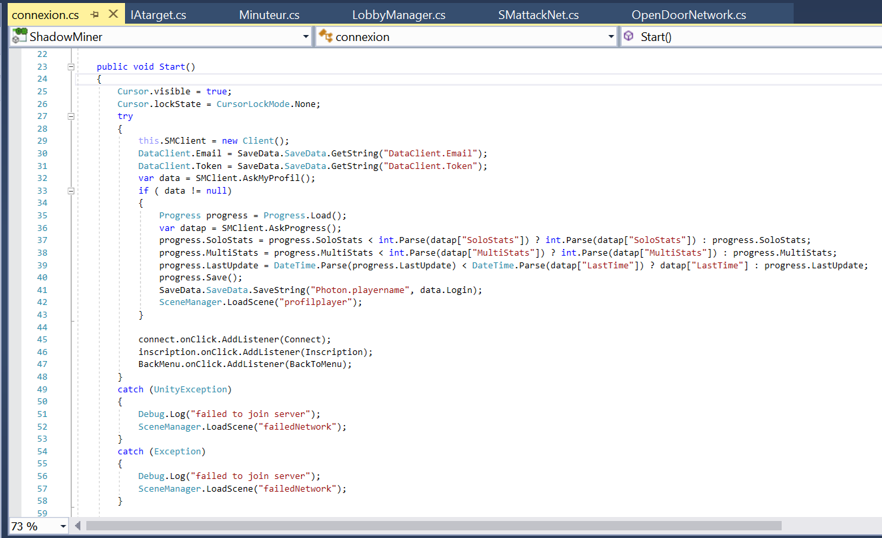 connexion.cs IAtarget.cs Minuteur.cs LobbyManager.cs SMattackNet.cs OpenDoorNetwork.cs
ShadowMiner connexion Start()
22
23 public void Start()
24 {
25 Cursor.visible = true;
26 Cursor.lockState = CursorLockMode.None;
27 try
28 {
29 this.SMClient = new Client();
30 DataClient.Email = SaveData.SaveData.GetString("DataClient.Email");
31 DataClient.Token = SaveData.SaveData.GetString("DataClient.Token");
32 var data = SMClient.AskMyProfil();
33 if ( data != null)
34 {
35 Progress progress = Progress.Load();
36 var datap = SMClient.AskProgress();
37 progress.SoloStats = progress.SoloStats < int.Parse(datap["SoloStats"]) ? int.Parse(datap["SoloStats"]) : progress.SoloStats;
38 progress.MultiStats = progress.MultiStats < int.Parse(datap["MultiStats"]) ? int.Parse(datap["MultiStats"]) : progress.MultiStats;
39 progress.LastUpdate = DateTime.Parse(progress.LastUpdate) < DateTime.Parse(datap["LastTime"]) ? datap["LastTime"] : progress.LastUpdate;
40 progress.Save();
41 SaveData.SaveData.SaveString("Photon.playername", data.Login);
42 SceneManager.LoadScene("profilplayer");
43 }
44
45 connect.onClick.AddListener(Connect);
46 inscription.onClick.AddListener(Inscription);
47 BackMenu.onClick.AddListener(BackToMenu);
48 }
49 catch (UnityException)
50 {
51 Debug.Log("failed to join server");
52 SceneManager.LoadScene("failedNetwork");
53 }
54 catch (Exception)
55 {
56 Debug.Log("failed to join server");
57 SceneManager.LoadScene("failedNetwork");
58 }
59
73 %